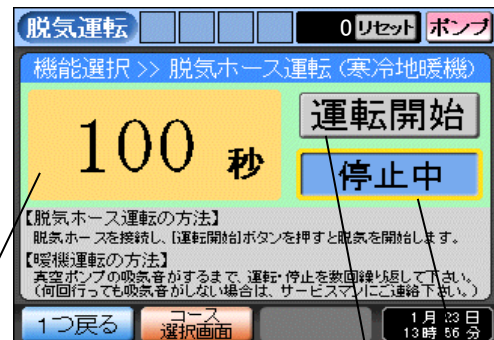 脱気運転
0 リセット ポンプ
機能選択 >> 脱気ホース運転 (寒冷地暖機)
100 秒
運転開始
停止中
【脱気ホース運転の方法】
脱気ホースを接続し、[運転開始]ボタンを押すと脱気を開始します。
【暖機運転の方法】
真空ポンプの吸気音がするまで、運転・停止を数回繰り返して下さい。
(何回行っても吸気音がしない場合は、サービスマンにご連絡下さい。)
1つ戻る
コース
選択画面
1月 23日
13時 56分